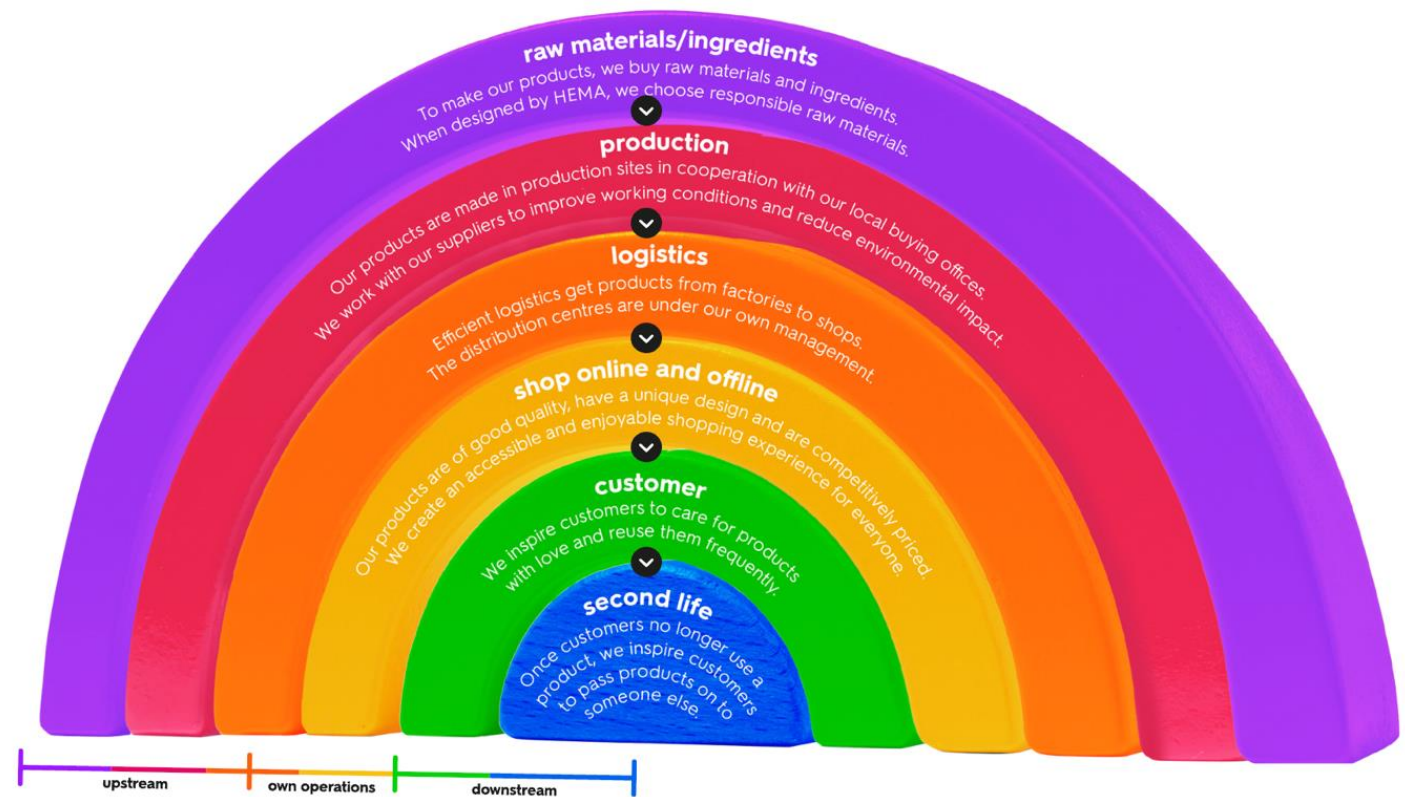 raw materials/ingredients
To make our products, we buy raw materials and ingredients.
When designed by HEMA, we choose responsible raw materials.
production
Our products are made in production sites in cooperation with our local buying offices.
We work with our suppliers to improve working conditions and reduce environmental impact.
logistics
Efficient logistics get products from factories to shops.
The distribution centres are under our own management.
shop online and offline
Our products are of good quality, have a unique design and are competitively priced.
We create an accessible and enjoyable shopping experience for everyone.
customer
We inspire customers to care for products
with love and reuse them frequently.
second life
Once customers no longer use a
product, we inspire customers
to pass products on to
someone else.
upstream
own operations
downstream